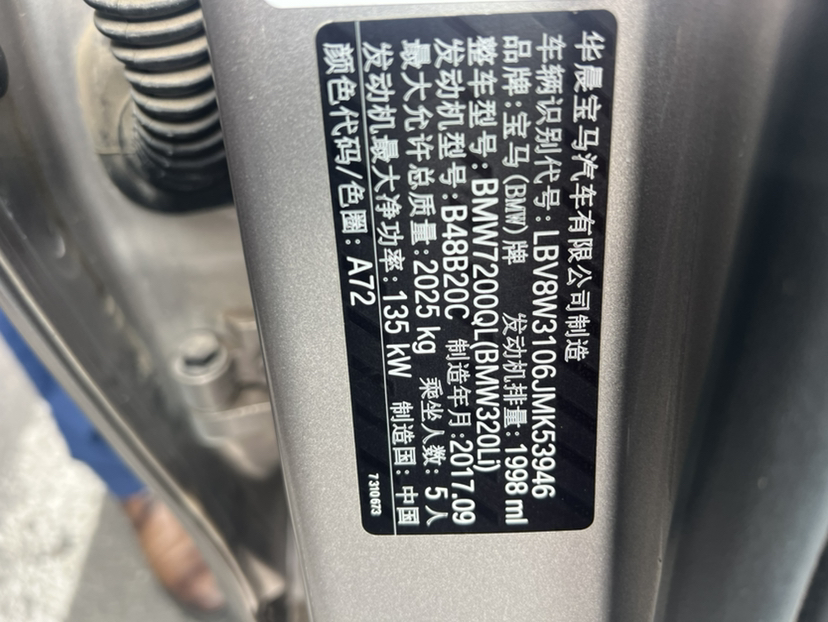 华晨宝马汽车有限公司制造
车辆识别代号: LBV8W3106JMK53946
品牌: 宝马(BMW)牌 发动机排量: 1998 ml
整车型号: BMW7200QL(BMW320Li)
发动机型号: B48B20C 制造年月: 2017.09
最大允许总质量: 2025 kg 乘坐人数: 5人
发动机最大净功率: 135 kW 制造国: 中国
颜色代码/色圈: A72
7310673